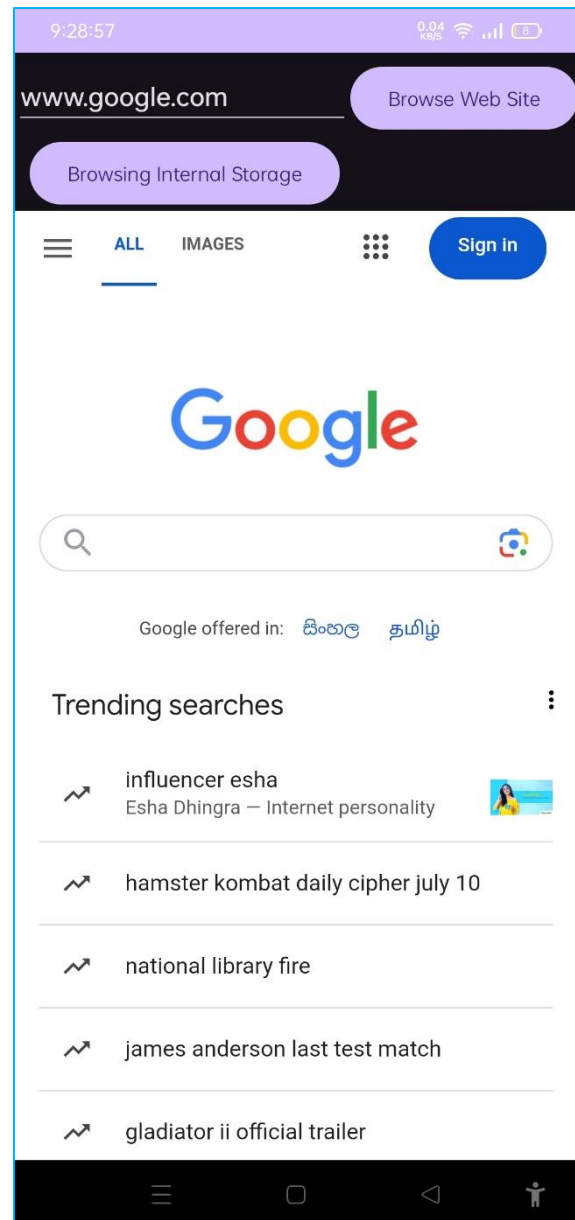 9:28:57 0.04 KB/S 8
www.google.com Browse Web Site
Browsing Internal Storage
ALL IMAGES Sign in
Google
Google offered in: සිංහල தமிழ்
Trending searches
influencer esha
Esha Dhingra — Internet personality
hamster kombat daily cipher july 10
national library fire
james anderson last test match
gladiator ii official trailer